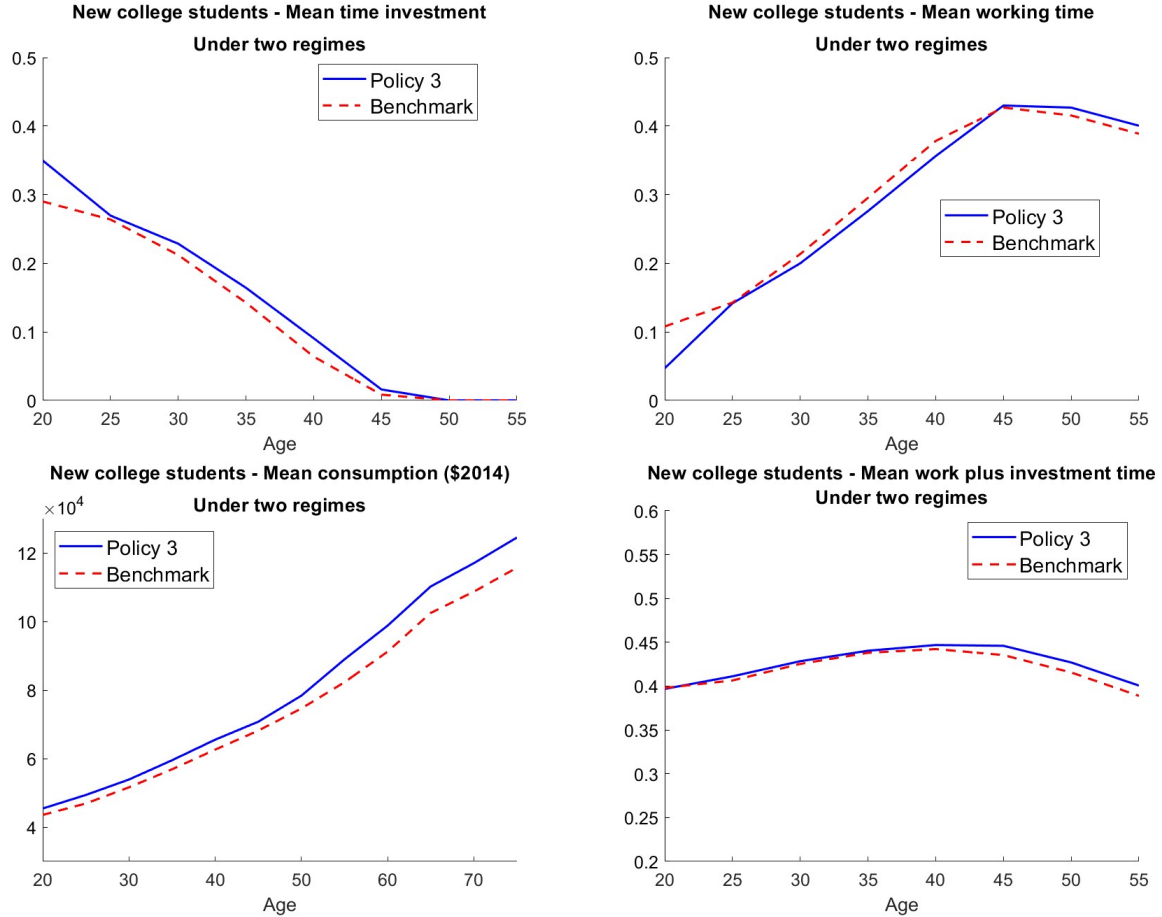 New college students - Mean time investment
Under two regimes
0.5
0.4
0.3
0.2
0.1
0
20 25 30 35 40 45 50 55
Age
Policy 3
Benchmark
New college students - Mean working time
Under two regimes
0.5
0.4
0.3
0.2
0.1
0
20 25 30 35 40 45 50 55
Age
Policy 3
Benchmark
New college students - Mean consumption ($2014)
Under two regimes
×10⁴
12
10
8
6
4
20 30 40 50 60 70
Age
Policy 3
Benchmark
New college students - Mean work plus investment time
Under two regimes
0.6
0.55
0.5
0.45
0.4
0.35
0.3
0.25
0.2
20 25 30 35 40 45 50 55
Age
Policy 3
Benchmark